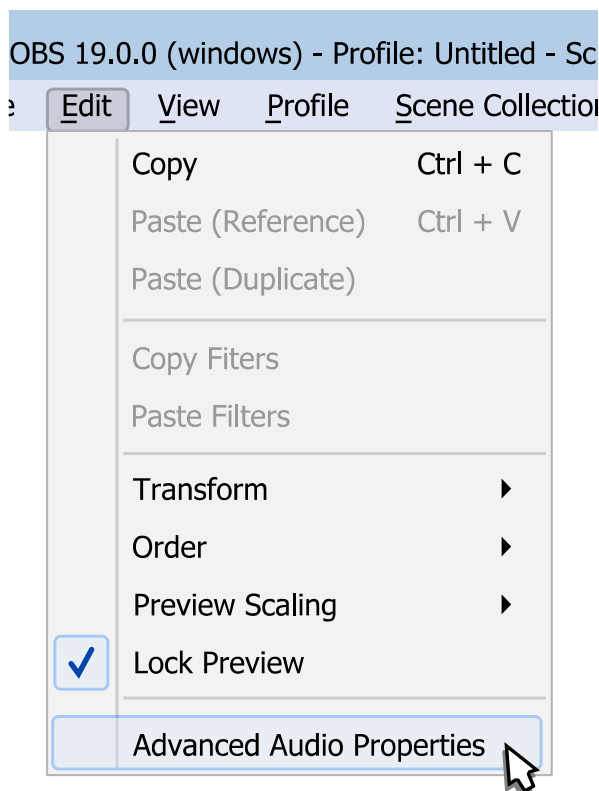 OBS 19.0.0 (windows) - Profile: Untitled - Sc
Edit View Profile Scene Collection
Copy Ctrl + C
Paste (Reference) Ctrl + V
Paste (Duplicate)
Copy Fiters
Paste Filters
Transform
Order
Preview Scaling
Lock Preview
Advanced Audio Properties